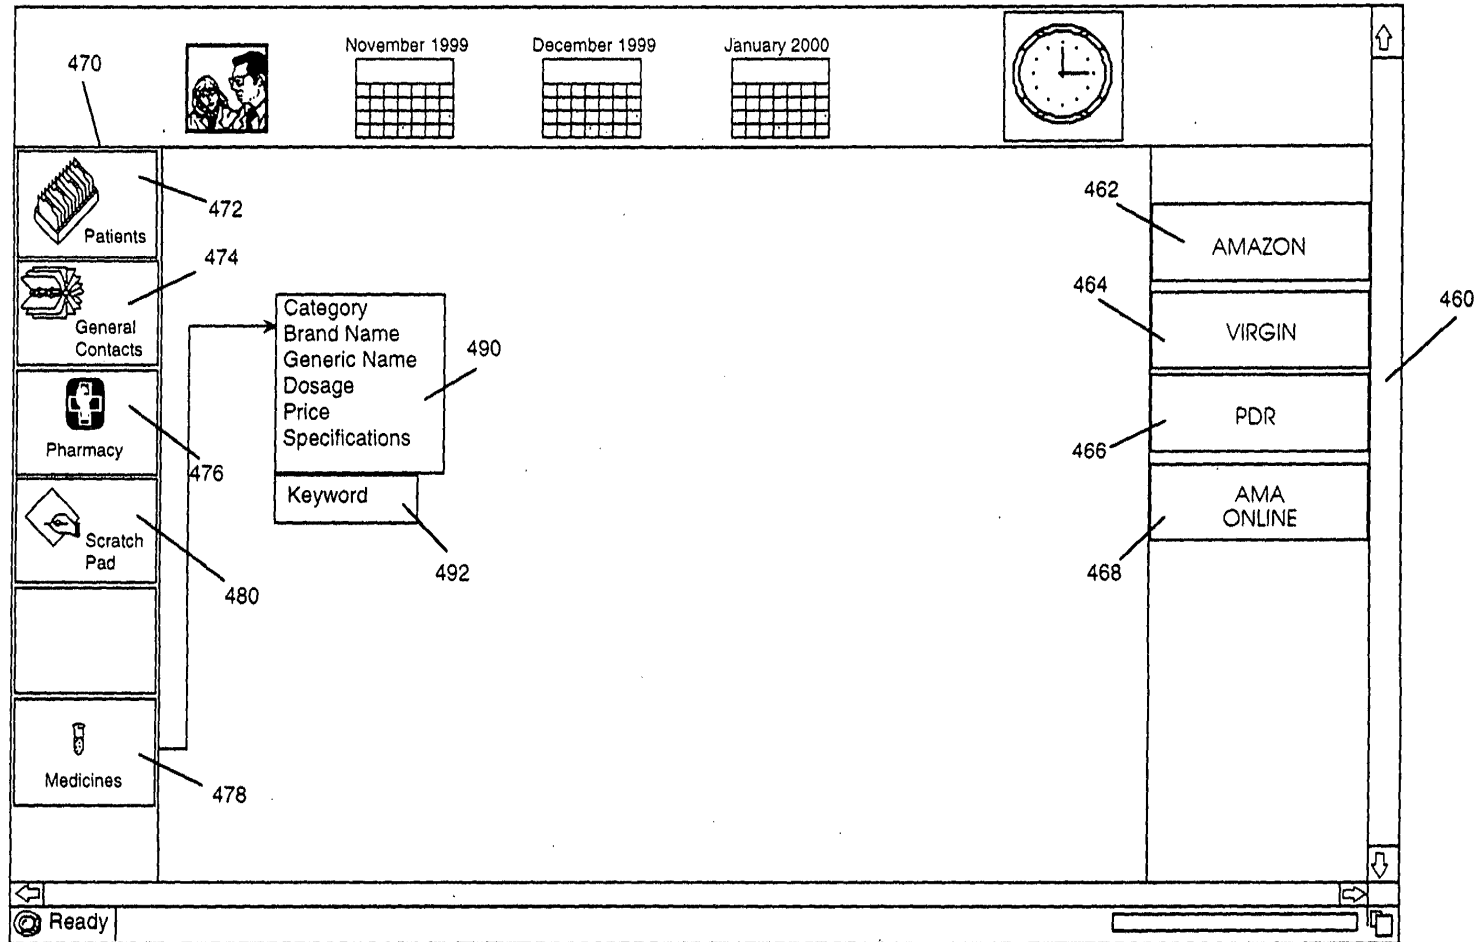 November 1999
December 1999
January 2000
470
Patients
472
462
AMAZON
474
General
Contacts
464
VIRGIN
460
Category
Brand Name
Generic Name
Dosage
Price
Specifications
490
PDR
466
Pharmacy
476
Keyword
492
AMA
ONLINE
468
Scratch
Pad
480
Medicines
478
Ready